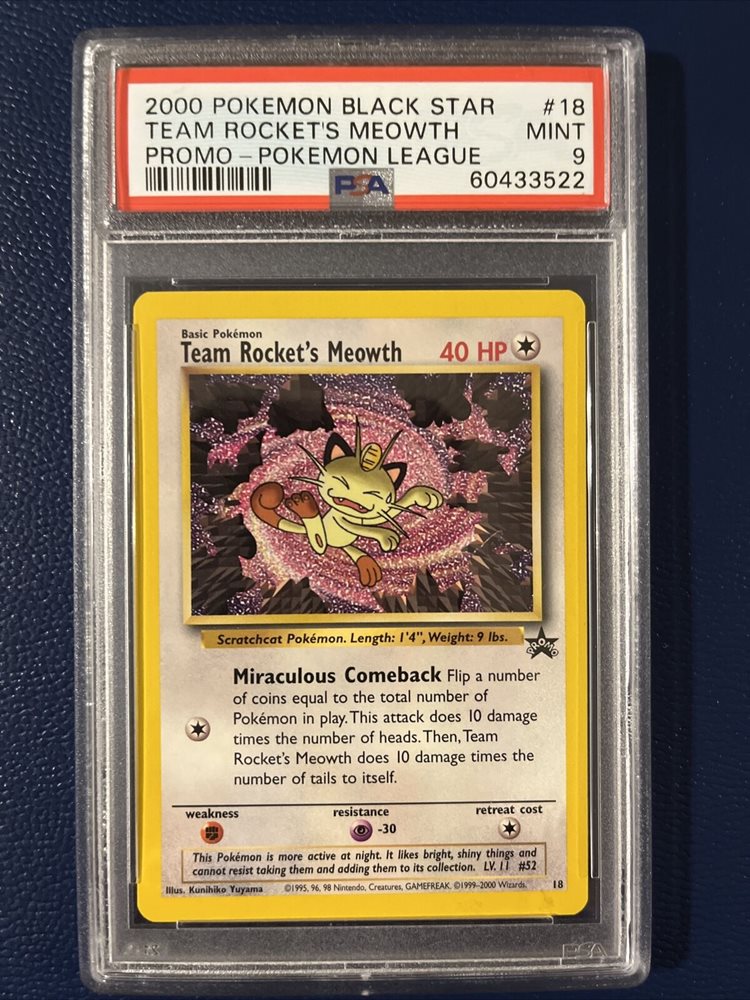 2000 POKEMON BLACK STAR #18
TEAM ROCKET'S MEOWTH MINT
PROMO - POKEMON LEAGUE 9
PSA 60433522
Basic Pokémon
Team Rocket's Meowth 40 HP
Scratchcat Pokémon. Length: 1'4", Weight: 9 lbs.
PROMO
Miraculous Comeback Flip a number
of coins equal to the total number of
Pokémon in play. This attack does 10 damage
times the number of heads. Then, Team
Rocket's Meowth does 10 damage times the
number of tails to itself.
weakness resistance retreat cost
-30
This Pokémon is more active at night. It likes bright, shiny things and
cannot resist taking them and adding them to its collection. LV. 11 #52
Illus. Kunihiko Yuyama ©1995, 96, 98 Nintendo, Creatures, GAMEFREAK. ©1999-2000 Wizards. 18
PSA